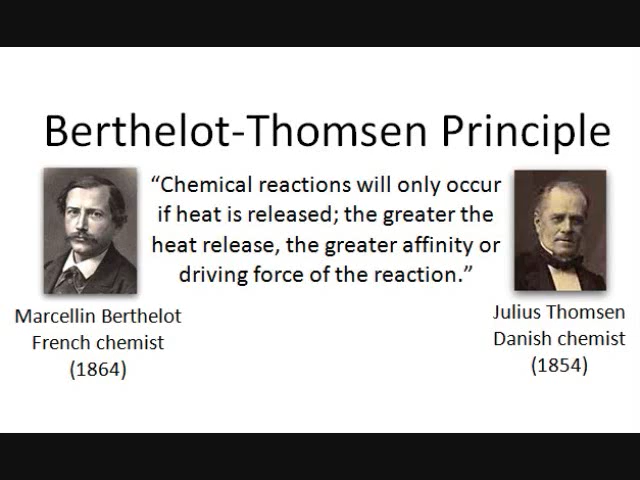 Berthelot-Thomsen Principle
“Chemical reactions will only occur
if heat is released; the greater the
heat release, the greater affinity or
driving force of the reaction.”
Marcellin Berthelot
French chemist
(1864)
Julius Thomsen
Danish chemist
(1854)